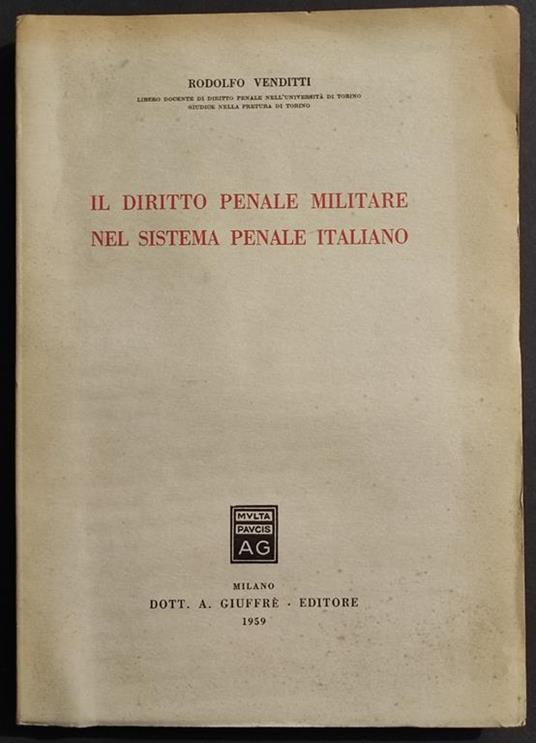 RODOLFO VENDITTI
LIBERO DOCENTE DI DIRITTO PENALE NELL'UNIVERSITÀ DI TORINO
GIUDICE NELLA PRETURA DI TORINO
IL DIRITTO PENALE MILITARE
NEL SISTEMA PENALE ITALIANO
MVLTA
PAVCIS
AG
MILANO
DOTT. A. GIUFFRÈ - EDITORE
1959